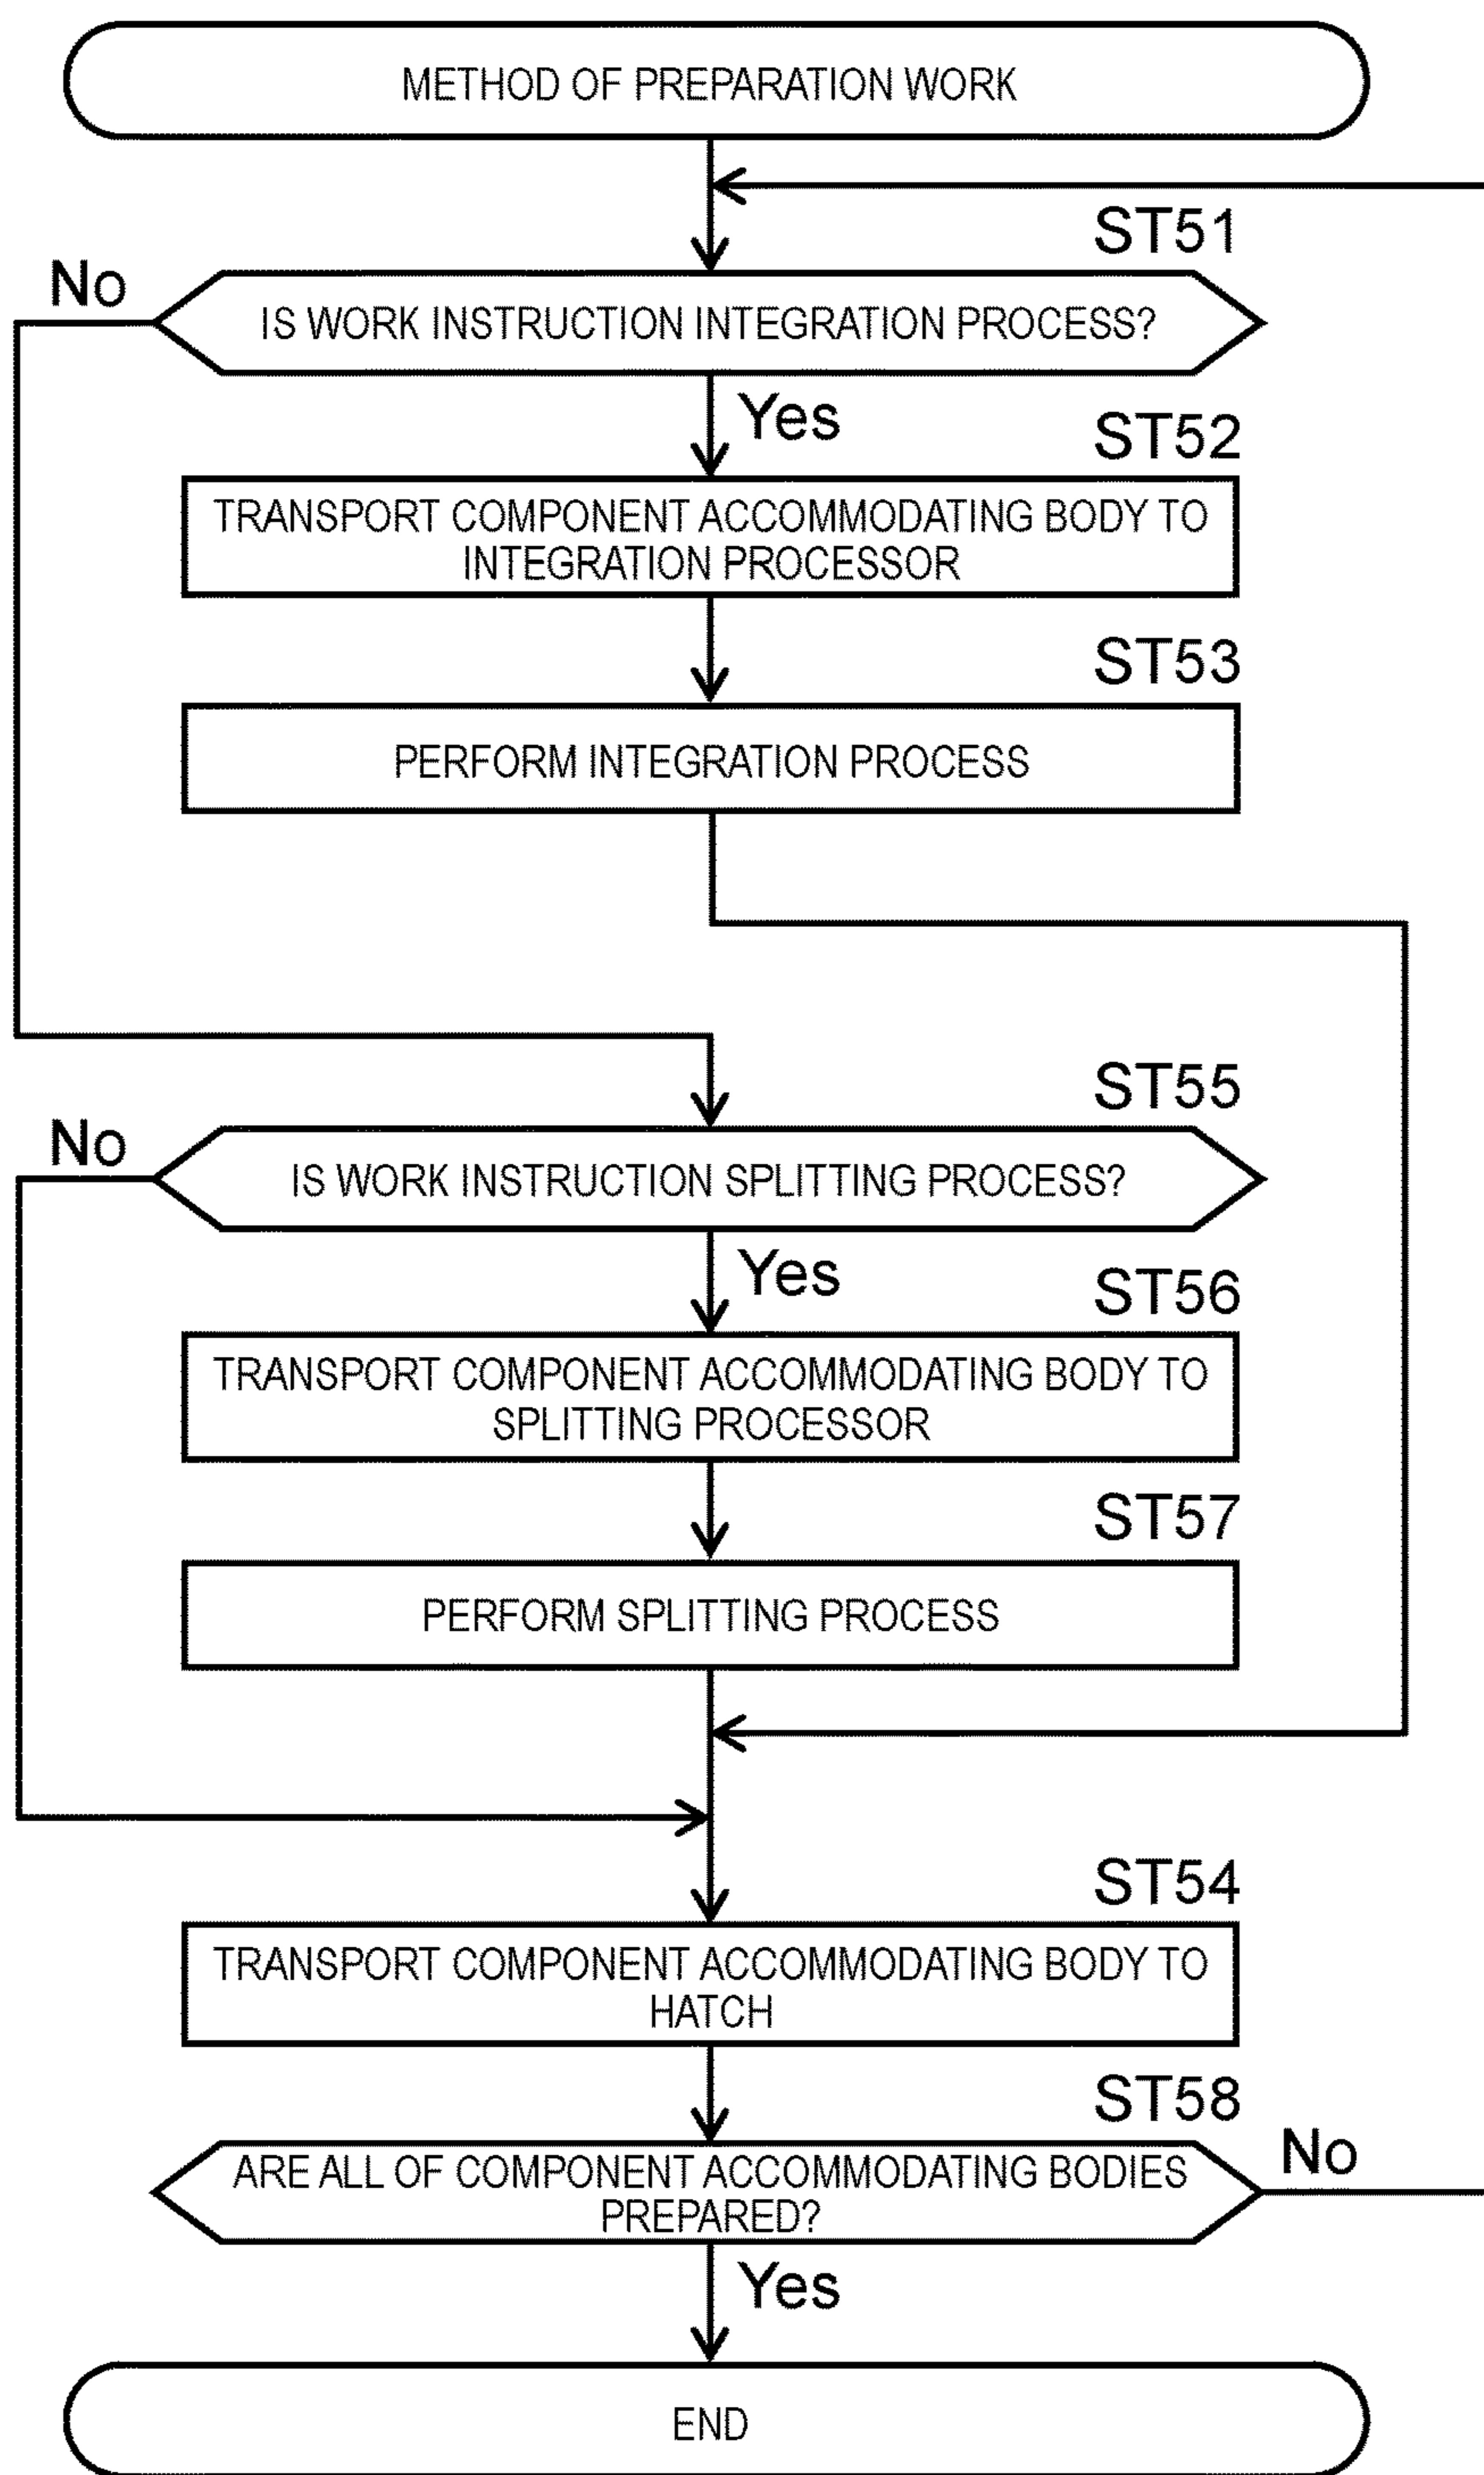 METHOD OF PREPARATION WORK
ST51
No
IS WORK INSTRUCTION INTEGRATION PROCESS?
Yes
ST52
TRANSPORT COMPONENT ACCOMMODATING BODY TO
INTEGRATION PROCESSOR
ST53
PERFORM INTEGRATION PROCESS
ST55
No
IS WORK INSTRUCTION SPLITTING PROCESS?
Yes
ST56
TRANSPORT COMPONENT ACCOMMODATING BODY TO
SPLITTING PROCESSOR
ST57
PERFORM SPLITTING PROCESS
ST54
TRANSPORT COMPONENT ACCOMMODATING BODY TO
HATCH
ST58
ARE ALL OF COMPONENT ACCOMMODATING BODIES
PREPARED?
No
Yes
END